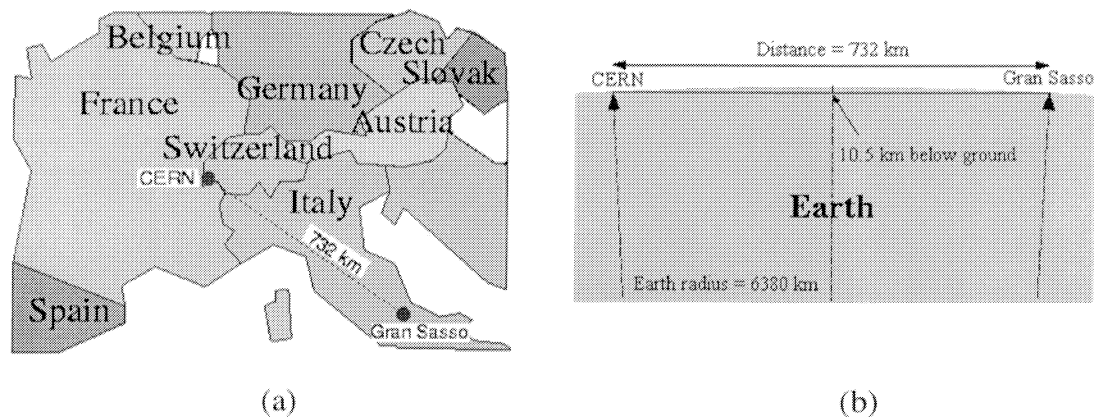 Belgium
Czech
Slovak
Germany
France
Austria
Switzerland
CERN
Italy
732 km
Spain
Gran Sasso
(a)
Distance = 732 km
CERN
Gran Sasso
10.5 km below ground
Earth
Earth radius = 6380 km
(b)